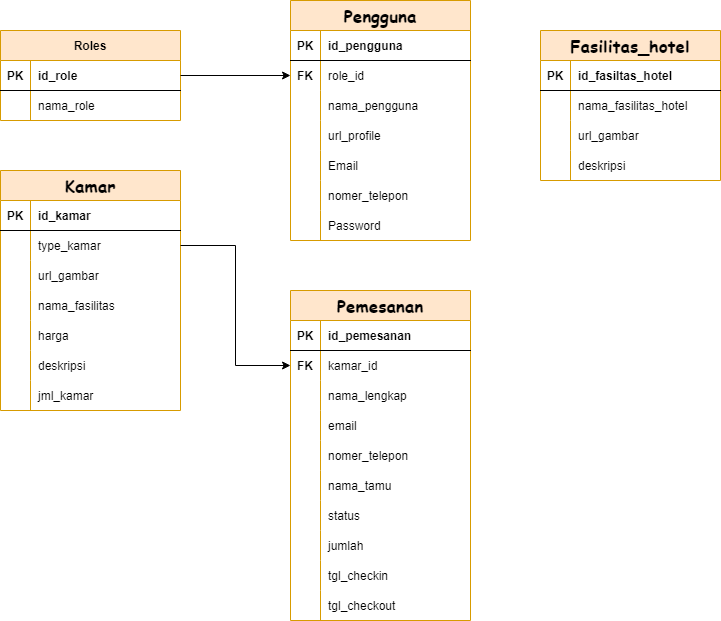 Roles
PK id_role
nama_role
Pengguna
PK id_pengguna
FK role_id
nama_pengguna
url_profile
Email
nomer_telepon
Password
Fasilitas_hotel
PK id_fasiltas_hotel
nama_fasilitas_hotel
url_gambar
deskripsi
Kamar
PK id_kamar
type_kamar
url_gambar
nama_fasilitas
harga
deskripsi
jml_kamar
Pemesanan
PK id_pemesanan
FK kamar_id
nama_lengkap
email
nomer_telepon
nama_tamu
status
jumlah
tgl_checkin
tgl_checkout